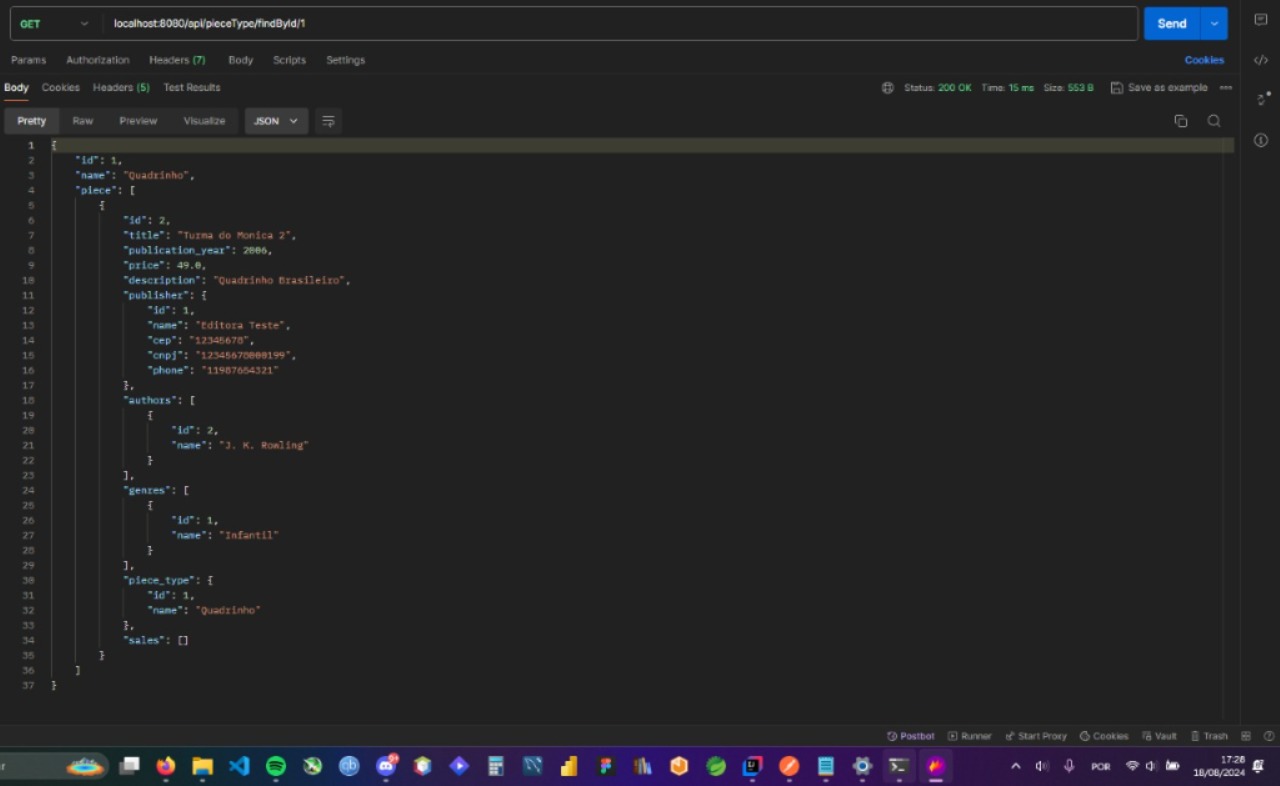 GET localhost:8080/api/pieceType/findById/1 Send
Params Authorization Headers (7) Body Scripts Settings Cookies
Body Cookies Headers (5) Test Results Status: 200 OK Time: 15 ms Size: 553 B Save as example
Pretty Raw Preview Visualize JSON
1 {
2 "id": 1,
3 "name": "Quadrinho",
4 "piece": [
5 {
6 "id": 2,
7 "title": "Turma do Monica 2",
8 "publication_year": 2006,
9 "price": 49.0,
10 "description": "Quadrinho Brasileiro",
11 "publisher": {
12 "id": 1,
13 "name": "Editora Teste",
14 "cep": "12345678",
15 "cnpj": "12345678000199",
16 "phone": "11987654321"
17 },
18 "authors": [
19 {
20 "id": 2,
21 "name": "J. K. Rowling"
22 }
23 ],
24 "genres": [
25 {
26 "id": 1,
27 "name": "Infantil"
28 }
29 ],
30 "piece_type": {
31 "id": 1,
32 "name": "Quadrinho"
33 },
34 "sales": []
35 }
36 ]
37 }
Postbot Runner Start Proxy Cookies Vault Trash
POR 17:28
18/08/2024